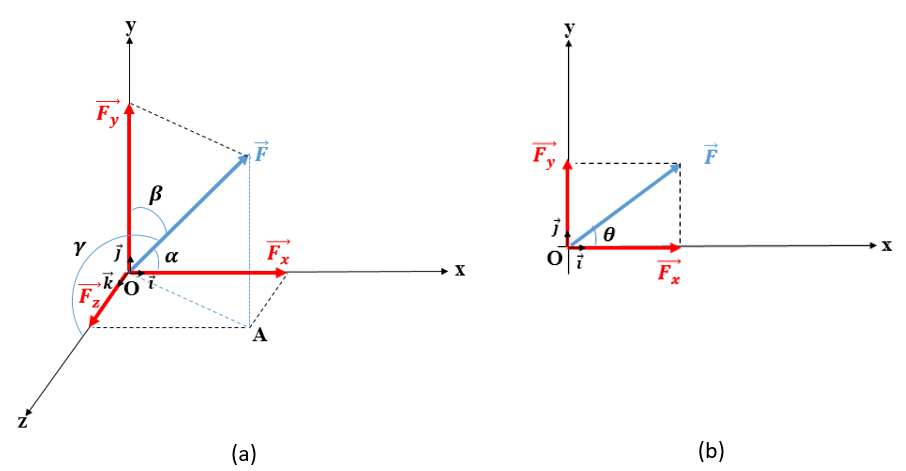 y
F_y
F
β
γ
j
α
F_x
k
O
i
x
F_z
A
z
(a)
y
F_y
F
j
θ
O
i
x
F_x
(b)